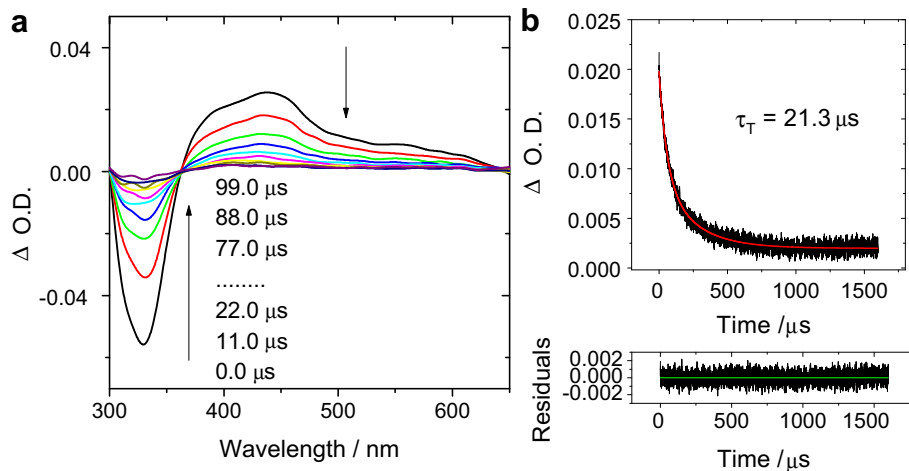 a
Δ O.D.
0.04
0.00
-0.04
99.0 μs
88.0 μs
77.0 μs
........
22.0 μs
11.0 μs
0.0 μs
300 400 500 600
Wavelength / nm
b
Δ O. D.
0.025
0.020
0.015
0.010
0.005
0.000
τT = 21.3 μs
0 500 1000 1500
Time /μs
Residuals
0.002
0.000
-0.002
0 500 1000 1500
Time /μs